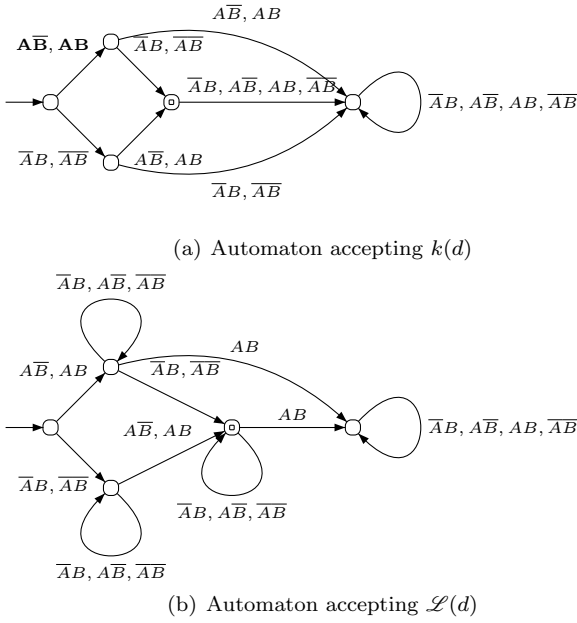 A\overline{B}, AB
\mathbf{A\overline{B}, AB}
\overline{A}B, \overline{AB}
\overline{A}B, A\overline{B}, AB, \overline{AB}
\overline{A}B, A\overline{B}, AB, \overline{AB}
\overline{A}B, \overline{AB}
A\overline{B}, AB
\overline{A}B, \overline{AB}
(a) Automaton accepting k(d)
\overline{A}B, A\overline{B}, \overline{AB}
AB
A\overline{B}, AB
\overline{A}B, \overline{AB}
A\overline{B}, AB
AB
\overline{A}B, A\overline{B}, AB, \overline{AB}
\overline{A}B, \overline{AB}
\overline{A}B, A\overline{B}, \overline{AB}
\overline{A}B, A\overline{B}, \overline{AB}
(b) Automaton accepting ℒ(d)